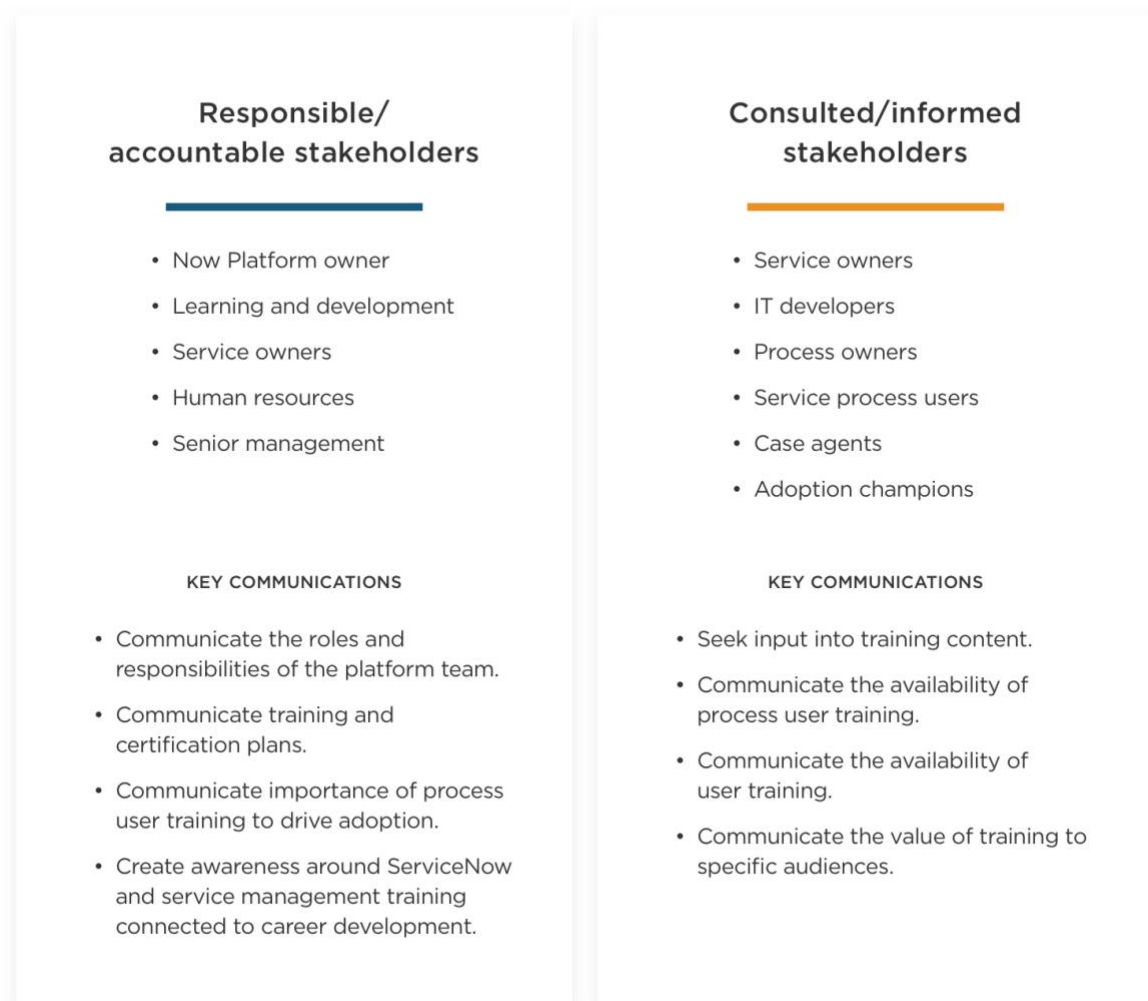 Responsible/
accountable stakeholders
• Now Platform owner
• Learning and development
• Service owners
• Human resources
• Senior management
KEY COMMUNICATIONS
• Communicate the roles and
responsibilities of the platform team.
• Communicate training and
certification plans.
• Communicate importance of process
user training to drive adoption.
• Create awareness around ServiceNow
and service management training
connected to career development.
Consulted/informed
stakeholders
• Service owners
• IT developers
• Process owners
• Service process users
• Case agents
• Adoption champions
KEY COMMUNICATIONS
• Seek input into training content.
• Communicate the availability of
process user training.
• Communicate the availability of
user training.
• Communicate the value of training to
specific audiences.